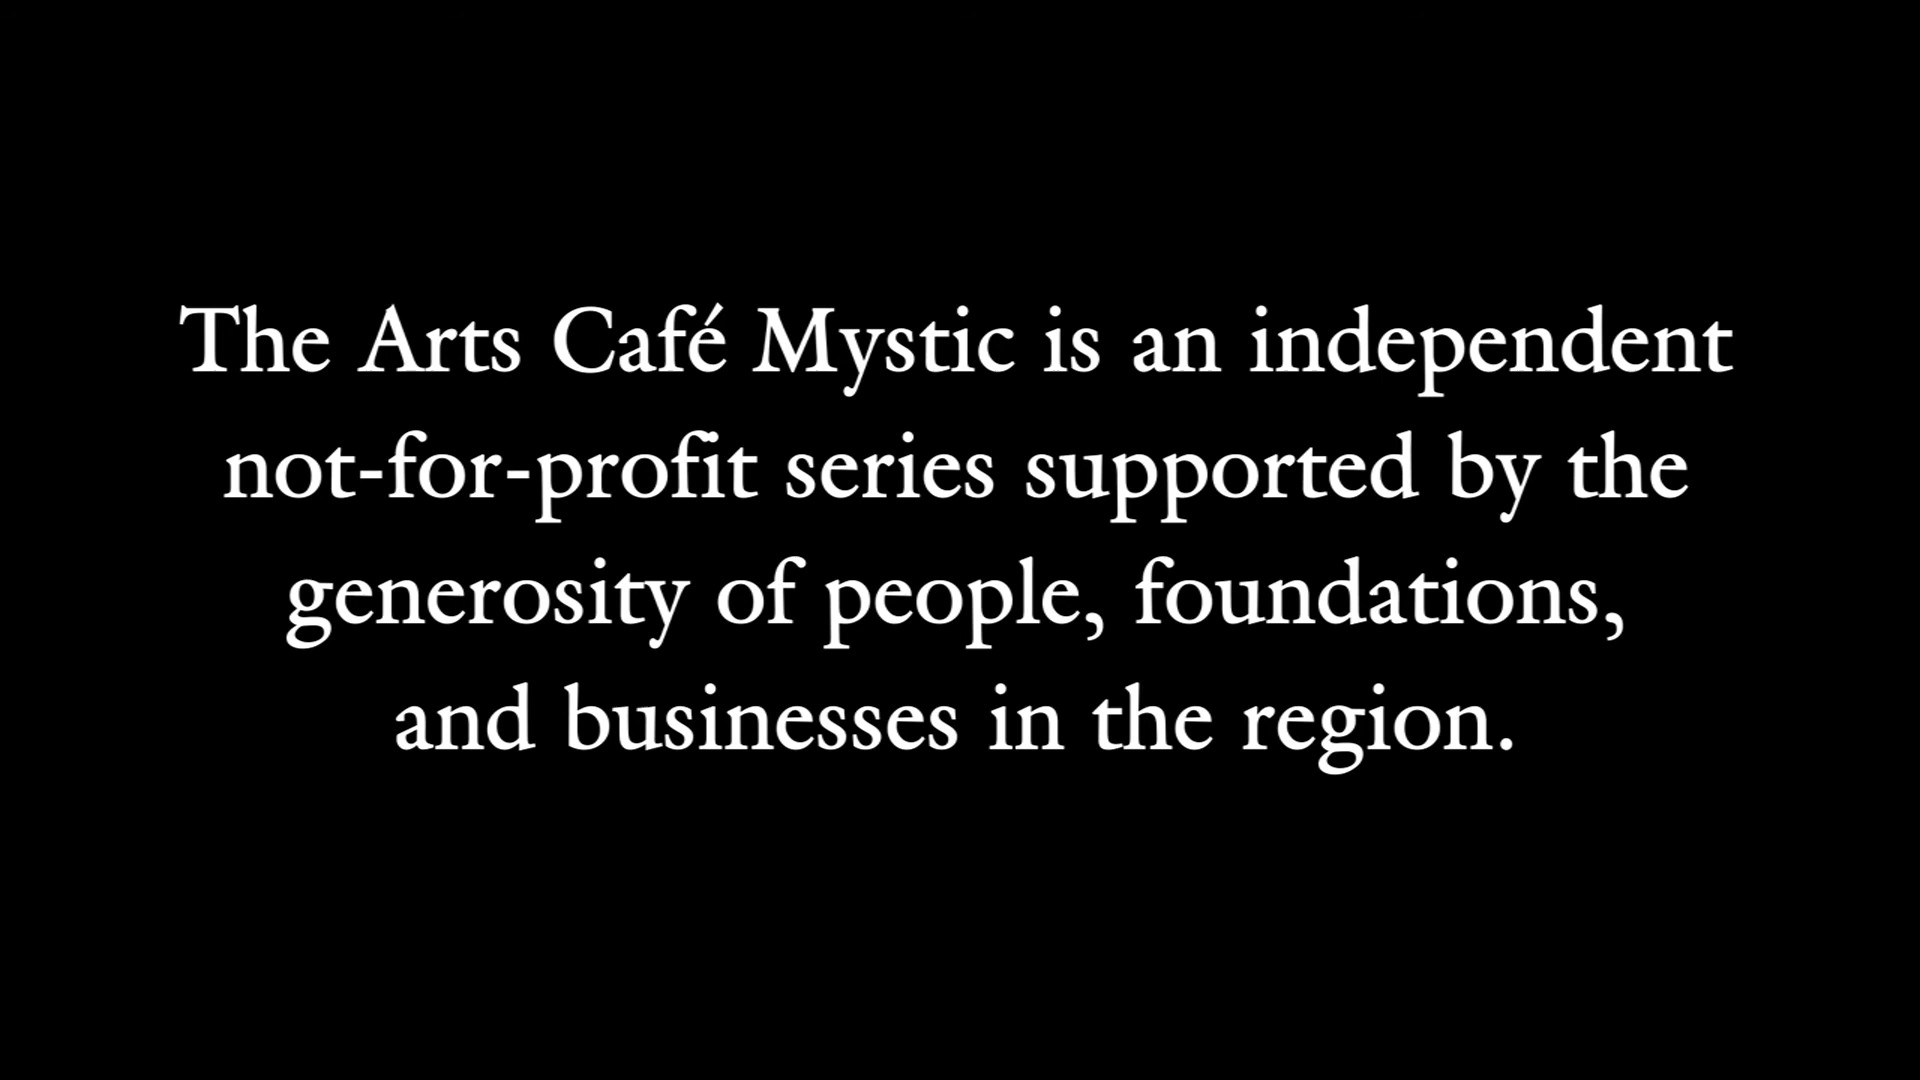 The Arts Café Mystic is an independent
not-for-profit series supported by the
generosity of people, foundations,
and businesses in the region.